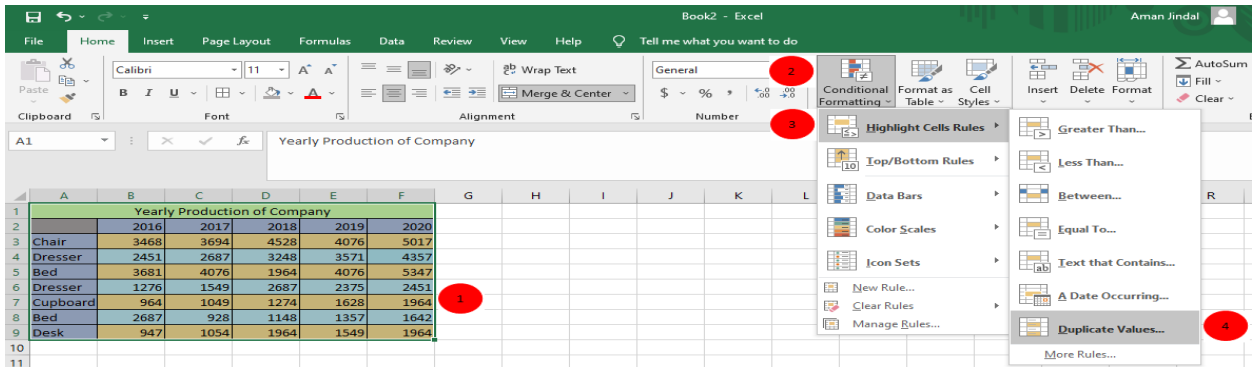 Book2 - Excel
Aman Jindal
File Home Insert Page Layout Formulas Data Review View Help Tell me what you want to do
Paste
Calibri 11 A^ A˅
B I U A
Wrap Text
Merge & Center
General
$ % , .00 .0
Conditional Formatting
Format as Table
Cell Styles
Insert Delete Format
AutoSum
Fill
Clear
Clipboard Font Alignment Number
A1 fx Yearly Production of Company
A B C D E F G H I J K L R
1 Yearly Production of Company
2 2016 2017 2018 2019 2020
3 Chair 3468 3694 4528 4076 5017
4 Dresser 2451 2687 3248 3571 4357
5 Bed 3681 4076 1964 4076 5347
6 Dresser 1276 1549 2687 2375 2451
7 Cupboard 964 1049 1274 1628 1964
8 Bed 2687 928 1148 1357 1642
9 Desk 947 1054 1964 1549 1964
10
11
1
2
3
Highlight Cells Rules
Top/Bottom Rules
Data Bars
Color Scales
Icon Sets
New Rule...
Clear Rules
Manage Rules...
Greater Than...
Less Than...
Between...
Equal To...
Text that Contains...
A Date Occurring...
Duplicate Values...
4
More Rules...